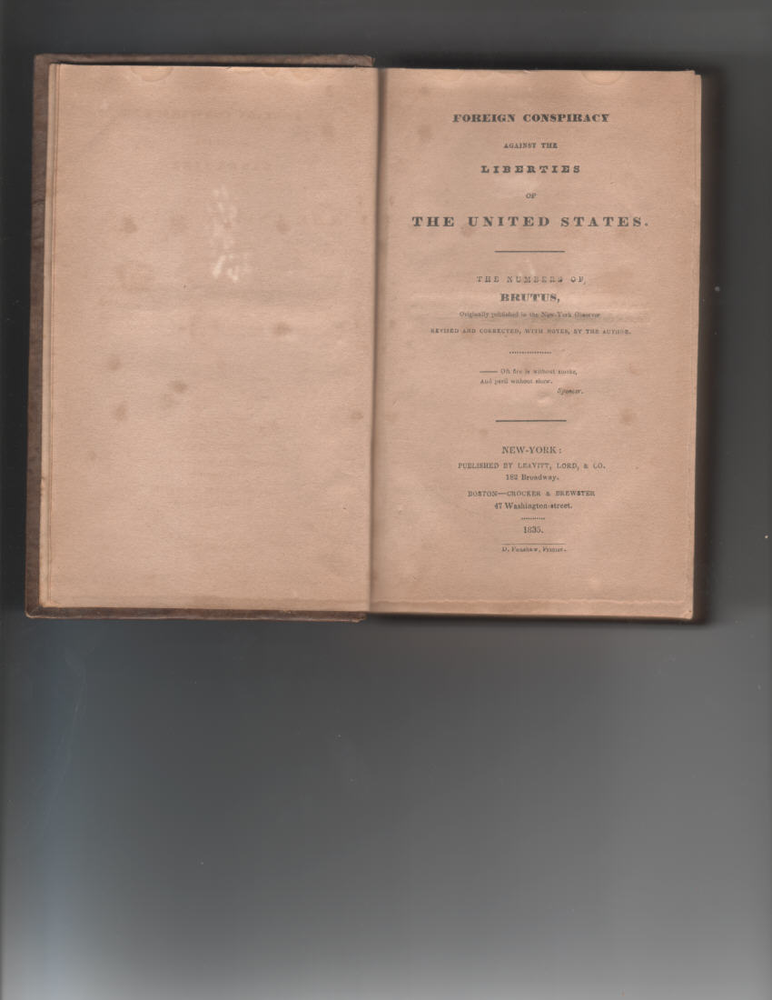 FOREIGN CONSPIRACY
AGAINST THE
LIBERTIES
OF
THE UNITED STATES.
THE NUMBERS OF,
BRUTUS,
Originally published in the New-York Observer
REVISED AND CORRECTED, WITH NOTES, BY THE AUTHOR.
—— Oft fire is without smoke,
And peril without show.
Spencer.
NEW-YORK:
PUBLISHED BY LEAVITT, LORD, & CO.
182 Broadway.
BOSTON—CROCKER & BREWSTER
47 Washington-street.
1835.
D. Fanshaw, Printer.